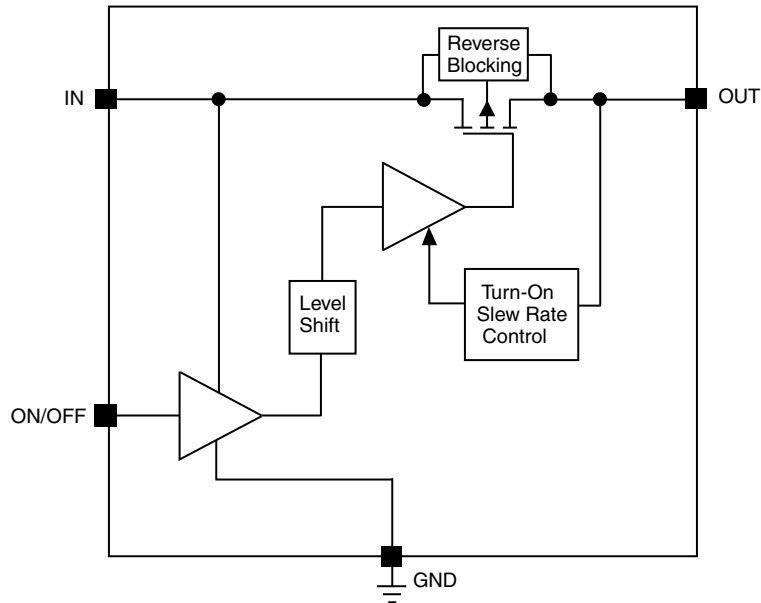 Reverse
Blocking
IN
OUT
Level
Shift
Turn-On
Slew Rate
Control
ON/OFF
GND